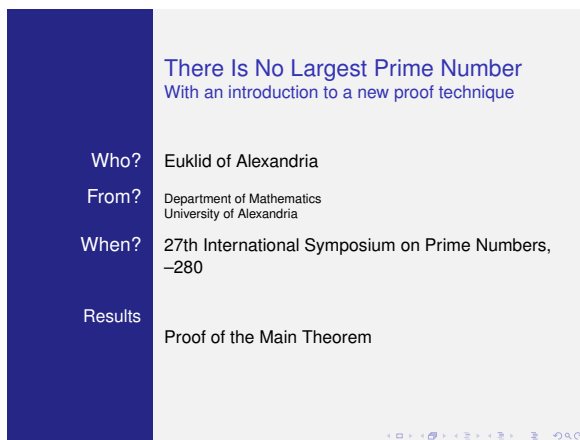 There Is No Largest Prime Number
With an introduction to a new proof technique
Who? Euklid of Alexandria
From? Department of Mathematics
University of Alexandria
When? 27th International Symposium on Prime Numbers,
–280
Results
Proof of the Main Theorem